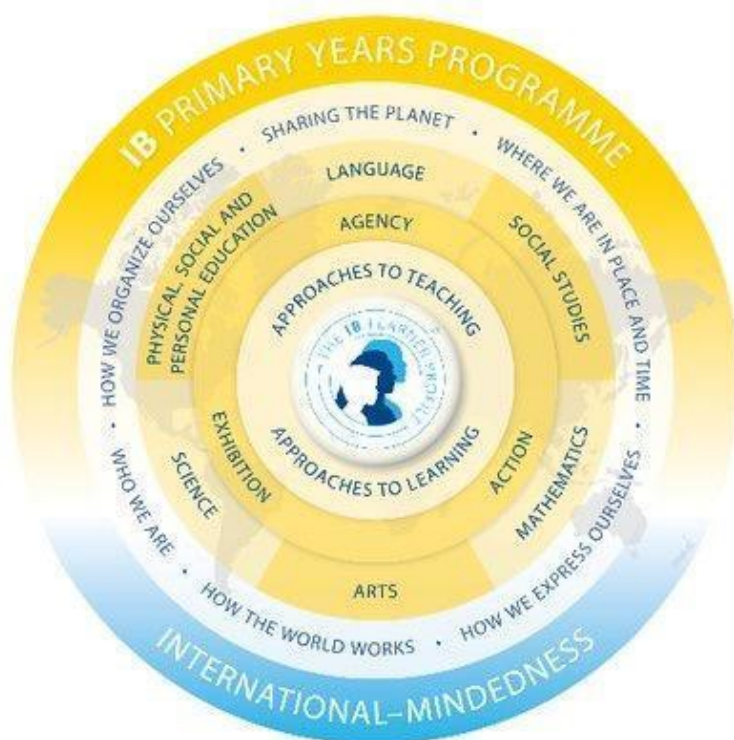 IB PRIMARY YEARS PROGRAMME
SHARING THE PLANET
WHERE WE ARE IN PLACE AND TIME
HOW WE EXPRESS OURSELVES
HOW THE WORLD WORKS
WHO WE ARE
HOW WE ORGANIZE OURSELVES
LANGUAGE
SOCIAL STUDIES
MATHEMATICS
ARTS
SCIENCE
PHYSICAL, SOCIAL AND
PERSONAL EDUCATION
AGENCY
ACTION
EXHIBITION
APPROACHES TO TEACHING
APPROACHES TO LEARNING
THE IB LEARNER PROFILE
INTERNATIONAL–MINDEDNESS